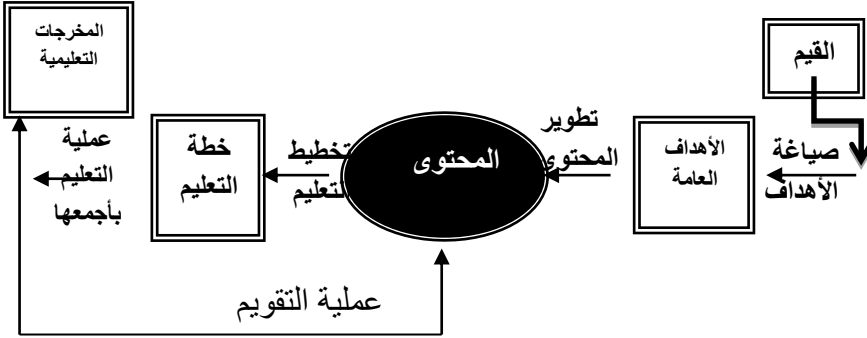 القيم
صياغة
الأهداف
الأهداف
العامة
تطوير
المحتوى
المحتوى
تخطيط
التعليم
خطة
التعليم
عملية
التعليم
بأجمعها
المخرجات
التعليمية
عملية التقويم